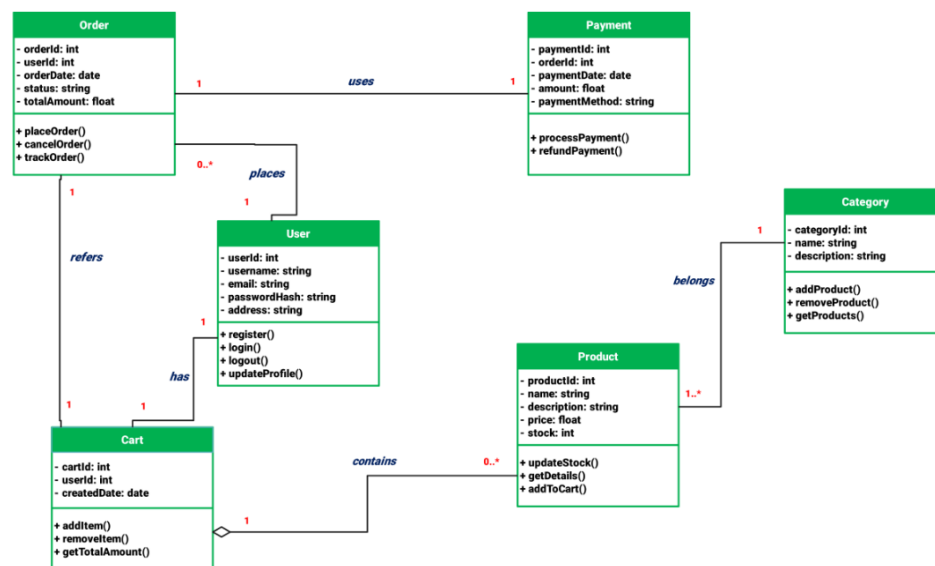 Order
- orderId: int
- userId: int
- orderDate: date
- status: string
- totalAmount: float
+ placeOrder()
+ cancelOrder()
+ trackOrder()
1
uses
1
Payment
- paymentId: int
- orderId: int
- paymentDate: date
- amount: float
- paymentMethod: string
+ processPayment()
+ refundPayment()
0..*
places
1
1
refers
1
User
- userId: int
- username: string
- email: string
- passwordHash: string
- address: string
+ register()
+ login()
+ logout()
+ updateProfile()
1
has
1
Category
- categoryId: int
- name: string
- description: string
+ addProduct()
+ removeProduct()
+ getProducts()
1
belongs
1..*
Product
- productId: int
- name: string
- description: string
- price: float
- stock: int
+ updateStock()
+ getDetails()
+ addToCart()
Cart
- cartId: int
- userId: int
- createdDate: date
+ addItem()
+ removeItem()
+ getTotalAmount()
1
contains
0..*